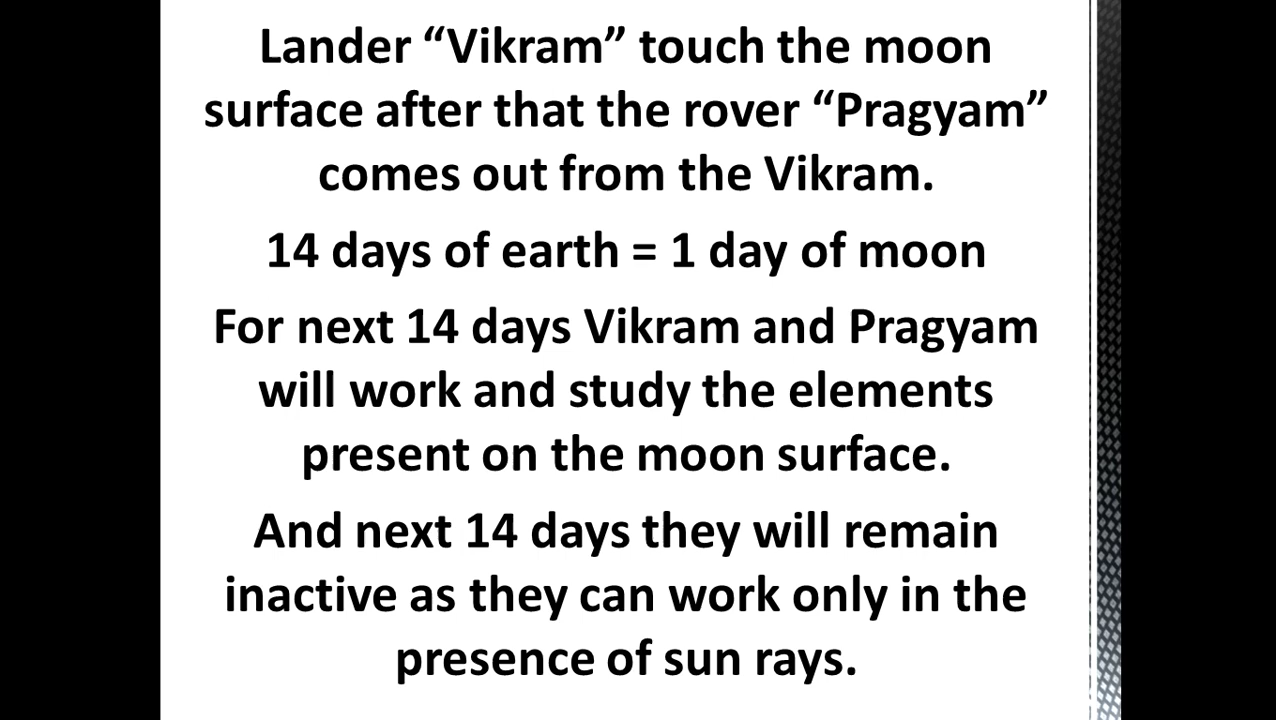 Lander “Vikram” touch the moon
surface after that the rover “Pragyam”
comes out from the Vikram.
14 days of earth = 1 day of moon
For next 14 days Vikram and Pragyam
will work and study the elements
present on the moon surface.
And next 14 days they will remain
inactive as they can work only in the
presence of sun rays.